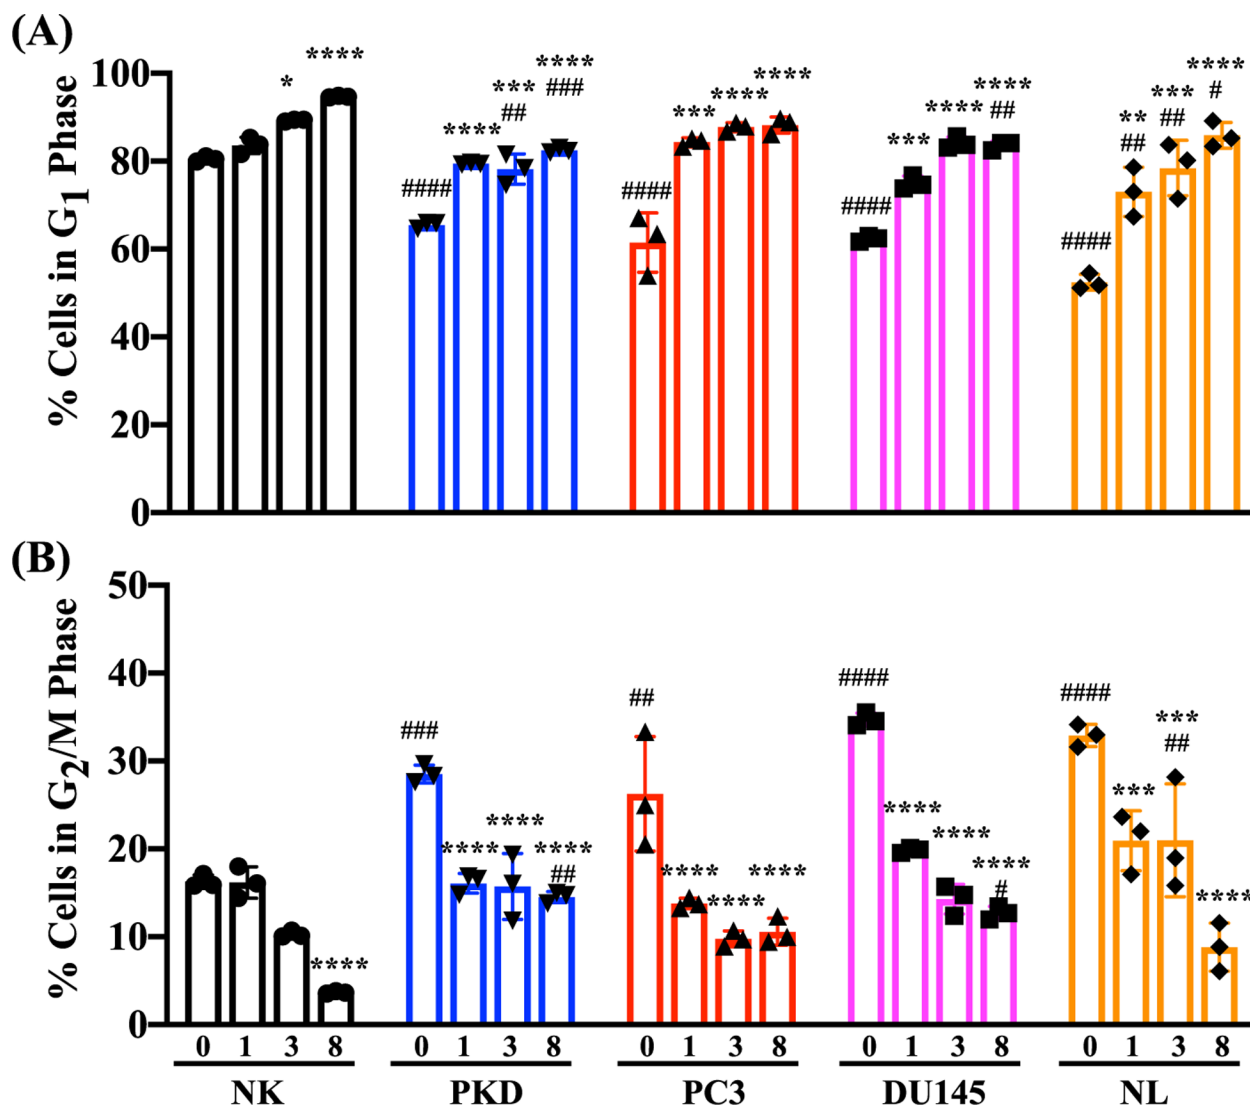 (A)
% Cells in G1 Phase
100
80
60
40
20
0
* ****
#### **** *** ## **** ###
#### *** **** ****
#### *** **** **** ##
#### ** ## *** ## **** #
(B)
% Cells in G2/M Phase
50
40
30
20
10
0
****
### **** **** **** ##
## **** **** ****
#### **** **** **** #
#### *** *** ## ****
0 1 3 8 0 1 3 8 0 1 3 8 0 1 3 8 0 1 3 8
NK PKD PC3 DU145 NL